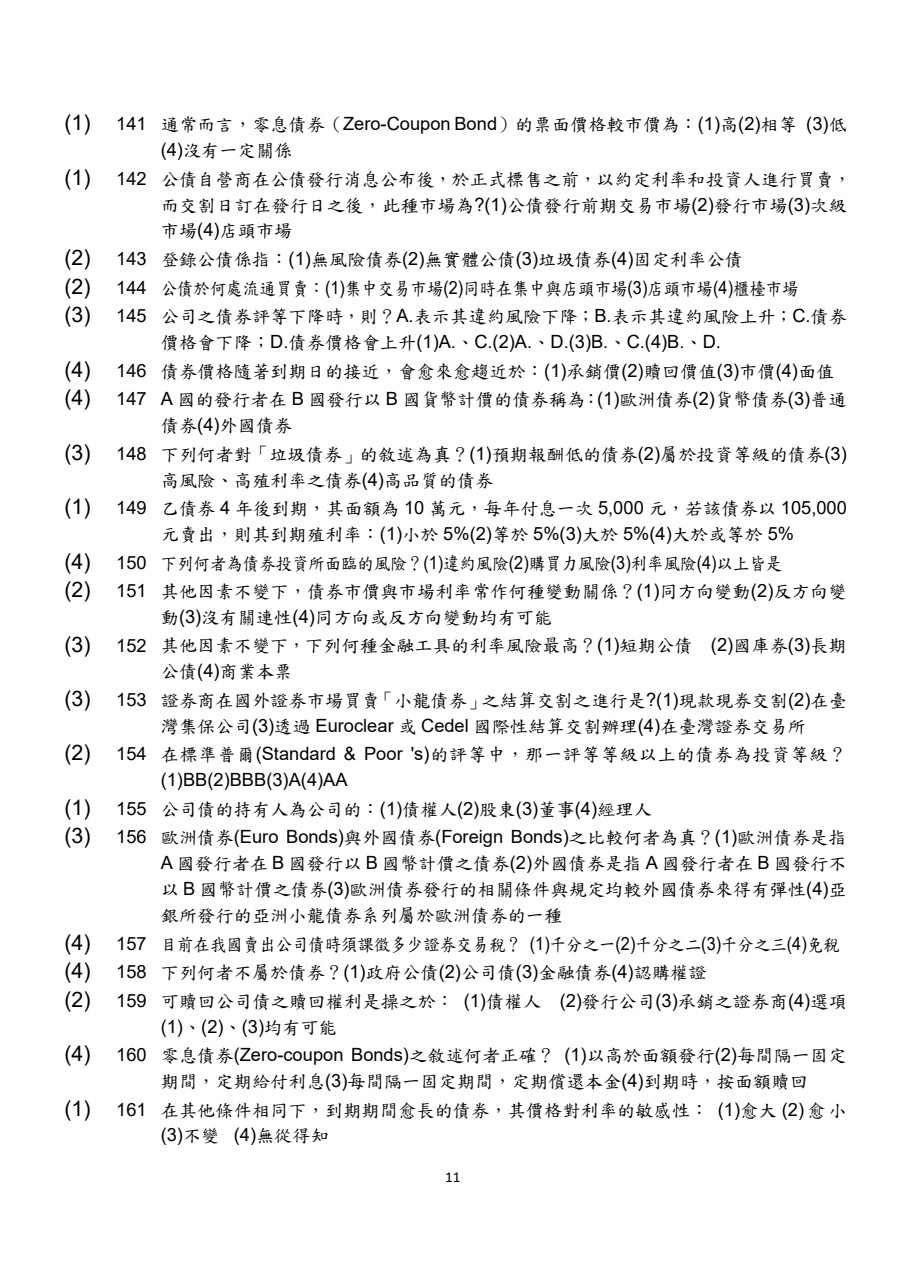 (1) 141 通常而言，零息債券（Zero-Coupon Bond）的票面價格較市價為：(1)高(2)相等 (3)低
(4)沒有一定關係
(1) 142 公債自營商在公債發行消息公布後，於正式標售之前，以約定利率和投資人進行買賣，
而交割日訂在發行日之後，此種市場為?(1)公債發行前期交易市場(2)發行市場(3)次級
市場(4)店頭市場
(2) 143 登錄公債係指：(1)無風險債券(2)無實體公債(3)垃圾債券(4)固定利率公債
(2) 144 公債於何處流通買賣：(1)集中交易市場(2)同時在集中與店頭市場(3)店頭市場(4)櫃檯市場
(3) 145 公司之債券評等下降時，則？A.表示其違約風險下降；B.表示其違約風險上升；C.債券
價格會下降；D.債券價格會上升(1)A.、C.(2)A.、D.(3)B.、C.(4)B.、D.
(4) 146 債券價格隨著到期日的接近，會愈來愈趨近於：(1)承銷價(2)贖回價值(3)市價(4)面值
(4) 147 A 國的發行者在 B 國發行以 B 國貨幣計價的債券稱為：(1)歐洲債券(2)貨幣債券(3)普通
債券(4)外國債券
(3) 148 下列何者對「垃圾債券」的敘述為真？(1)預期報酬低的債券(2)屬於投資等級的債券(3)
高風險、高殖利率之債券(4)高品質的債券
(1) 149 乙債券 4 年後到期，其面額為 10 萬元，每年付息一次 5,000 元，若該債券以 105,000
元賣出，則其到期殖利率：(1)小於 5%(2)等於 5%(3)大於 5%(4)大於或等於 5%
(4) 150 下列何者為債券投資所面臨的風險？(1)違約風險(2)購買力風險(3)利率風險(4)以上皆是
(2) 151 其他因素不變下，債券市價與市場利率常作何種變動關係？(1)同方向變動(2)反方向變
動(3)沒有關連性(4)同方向或反方向變動均有可能
(3) 152 其他因素不變下，下列何種金融工具的利率風險最高？(1)短期公債 (2)國庫券(3)長期
公債(4)商業本票
(3) 153 證券商在國外證券市場買賣「小龍債券」之結算交割之進行是?(1)現款現券交割(2)在臺
灣集保公司(3)透過 Euroclear 或 Cedel 國際性結算交割辦理(4)在臺灣證券交易所
(2) 154 在標準普爾(Standard & Poor 's)的評等中，那一評等等級以上的債券為投資等級？
(1)BB(2)BBB(3)A(4)AA
(1) 155 公司債的持有人為公司的：(1)債權人(2)股東(3)董事(4)經理人
(3) 156 歐洲債券(Euro Bonds)與外國債券(Foreign Bonds)之比較何者為真？(1)歐洲債券是指
A 國發行者在 B 國發行以 B 國幣計價之債券(2)外國債券是指 A 國發行者在 B 國發行不
以 B 國幣計價之債券(3)歐洲債券發行的相關條件與規定均較外國債券來得有彈性(4)亞
銀所發行的亞洲小龍債券系列屬於歐洲債券的一種
(4) 157 目前在我國賣出公司債時須課徵多少證券交易稅？ (1)千分之一(2)千分之二(3)千分之三(4)免稅
(4) 158 下列何者不屬於債券？(1)政府公債(2)公司債(3)金融債券(4)認購權證
(2) 159 可贖回公司債之贖回權利是操之於： (1)債權人 (2)發行公司(3)承銷之證券商(4)選項
(1)、(2)、(3)均有可能
(4) 160 零息債券(Zero-coupon Bonds)之敘述何者正確？ (1)以高於面額發行(2)每間隔一固定
期間，定期給付利息(3)每間隔一固定期間，定期償還本金(4)到期時，按面額贖回
(1) 161 在其他條件相同下，到期期間愈長的債券，其價格對利率的敏感性： (1)愈大 (2) 愈 小
(3)不變 (4)無從得知
11